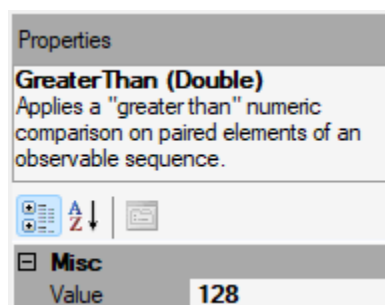 Properties
GreaterThan (Double)
Applies a "greater than" numeric
comparison on paired elements of an
observable sequence.
A
Z
Misc
Value 128